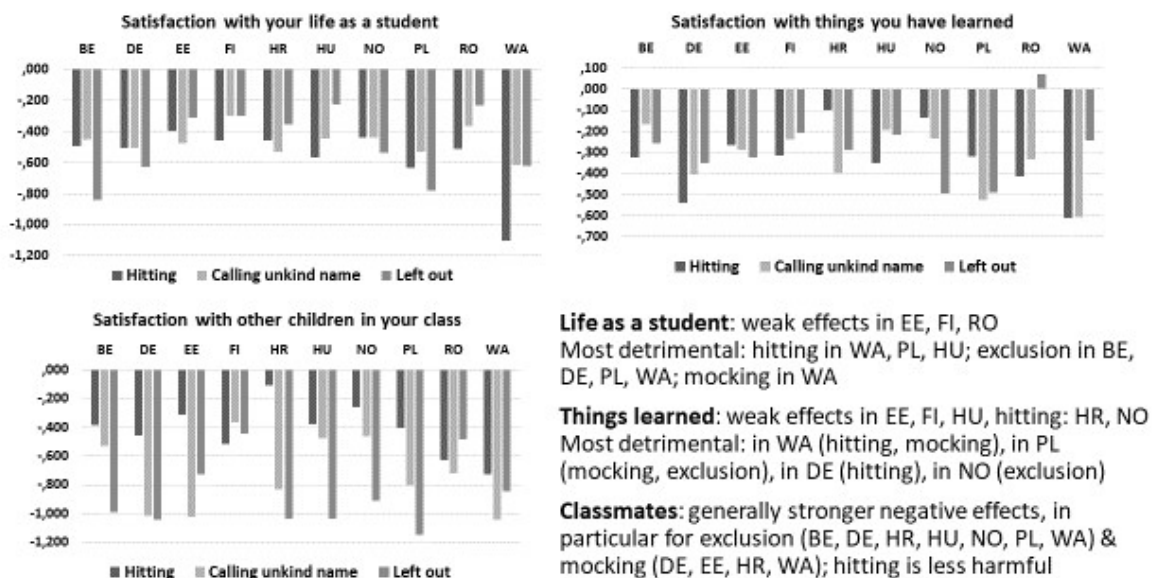 Satisfaction with your life as a student
BE DE EE FI HR HU NO PL RO WA
,000
-,200
-,400
-,600
-,800
-1,000
-1,200
Hitting Calling unkind name Left out
Satisfaction with things you have learned
BE DE EE FI HR HU NO PL RO WA
,100
,000
-,100
-,200
-,300
-,400
-,500
-,600
-,700
Hitting Calling unkind name Left out
Satisfaction with other children in your class
BE DE EE FI HR HU NO PL RO WA
,000
-,200
-,400
-,600
-,800
-1,000
-1,200
Hitting Calling unkind name Left out
Life as a student: weak effects in EE, FI, RO
Most detrimental: hitting in WA, PL, HU; exclusion in BE,
DE, PL, WA; mocking in WA
Things learned: weak effects in EE, FI, HU, hitting: HR, NO
Most detrimental: in WA (hitting, mocking), in PL
(mocking, exclusion), in DE (hitting), in NO (exclusion)
Classmates: generally stronger negative effects, in
particular for exclusion (BE, DE, HR, HU, NO, PL, WA) &
mocking (DE, EE, HR, WA); hitting is less harmful